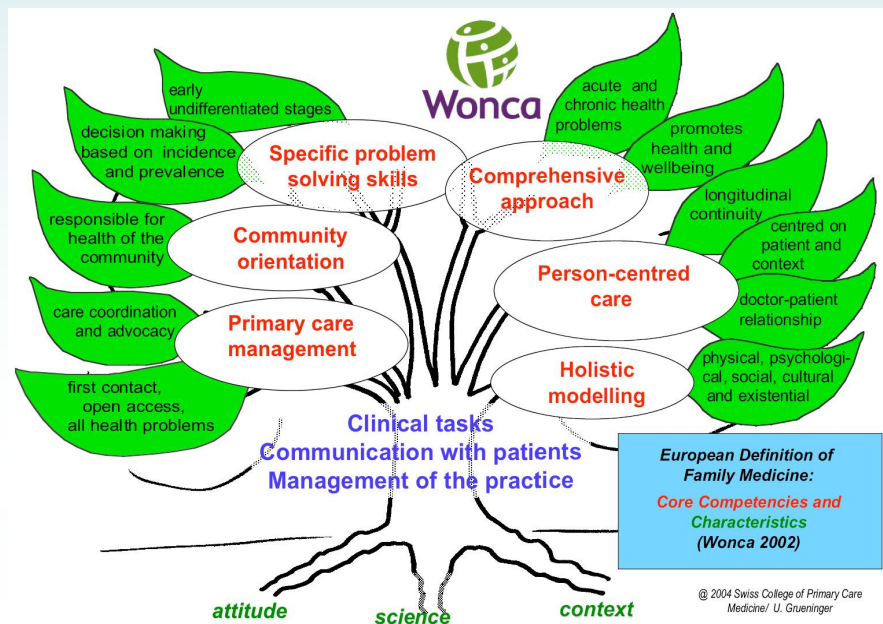 Wonca
early
undifferentiated stages
decision making
based on incidence
and prevalence
responsible for
health of the
community
care coordination
and advocacy
first contact,
open access,
all health problems
Specific problem
solving skills
Community
orientation
Primary care
management
Comprehensive
approach
Person-centred
care
Holistic
modelling
acute and
chronic health
problems
promotes
health and
wellbeing
longitudinal
continuity
centred on
patient and
context
doctor-patient
relationship
physical, psychologi-
cal, social, cultural
and existential
Clinical tasks
Communication with patients
Management of the practice
European Definition of
Family Medicine:
Core Competencies and
Characteristics
(Wonca 2002)
attitude
science
context
@ 2004 Swiss College of Primary Care
Medicine/ U. Grueninger